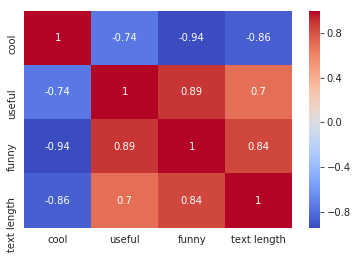 cool 1 -0.74 -0.94 -0.86
useful -0.74 1 0.89 0.7
funny -0.94 0.89 1 0.84
text length -0.86 0.7 0.84 1
cool useful funny text length
0.8
0.4
0.0
−0.4
−0.8